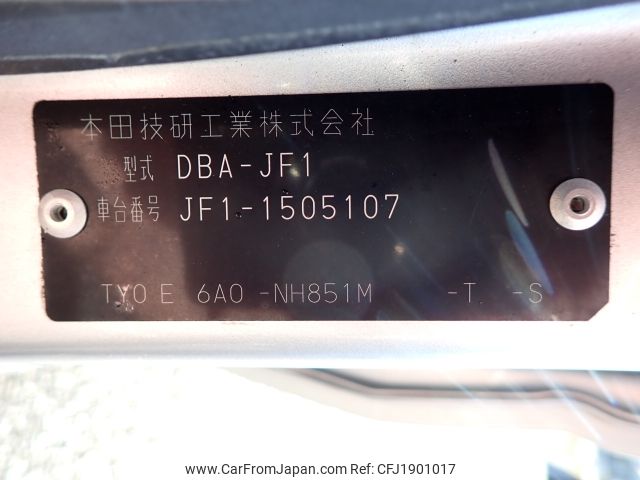 本田技研工業株式会社
型式 DBA-JF1
車台番号 JF1-1505107
TYO E 6A0 -NH851M -T -S
www.CarFromJapan.com | Car Ref: CFJ1901017